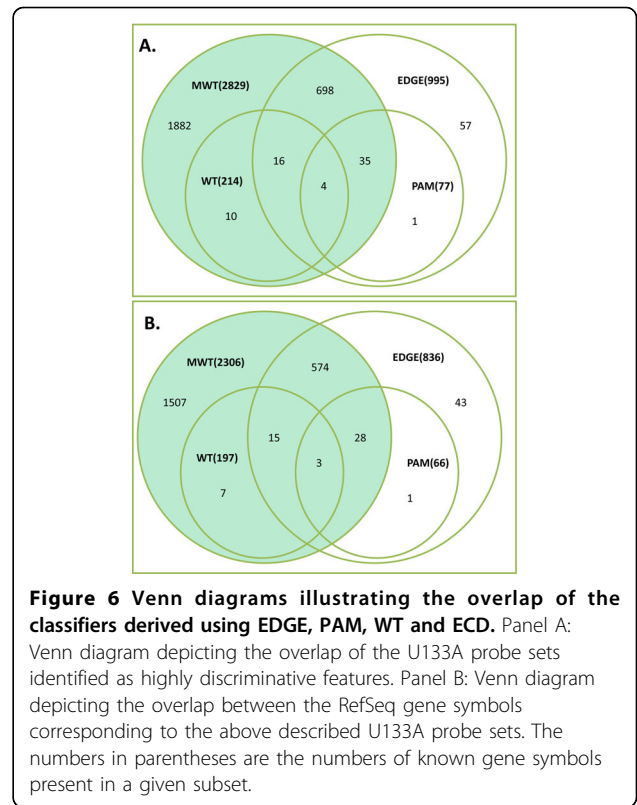 A.
MWT(2829)
698
EDGE(995)
1882
57
16
35
WT(214)
4
PAM(77)
10
1
B.
MWT(2306)
574
EDGE(836)
1507
43
15
28
WT(197)
3
PAM(66)
7
1
Figure 6 Venn diagrams illustrating the overlap of the
classifiers derived using EDGE, PAM, WT and ECD. Panel A:
Venn diagram depicting the overlap of the U133A probe sets
identified as highly discriminative features. Panel B: Venn diagram
depicting the overlap between the RefSeq gene symbols
corresponding to the above described U133A probe sets. The
numbers in parentheses are the numbers of known gene symbols
present in a given subset.